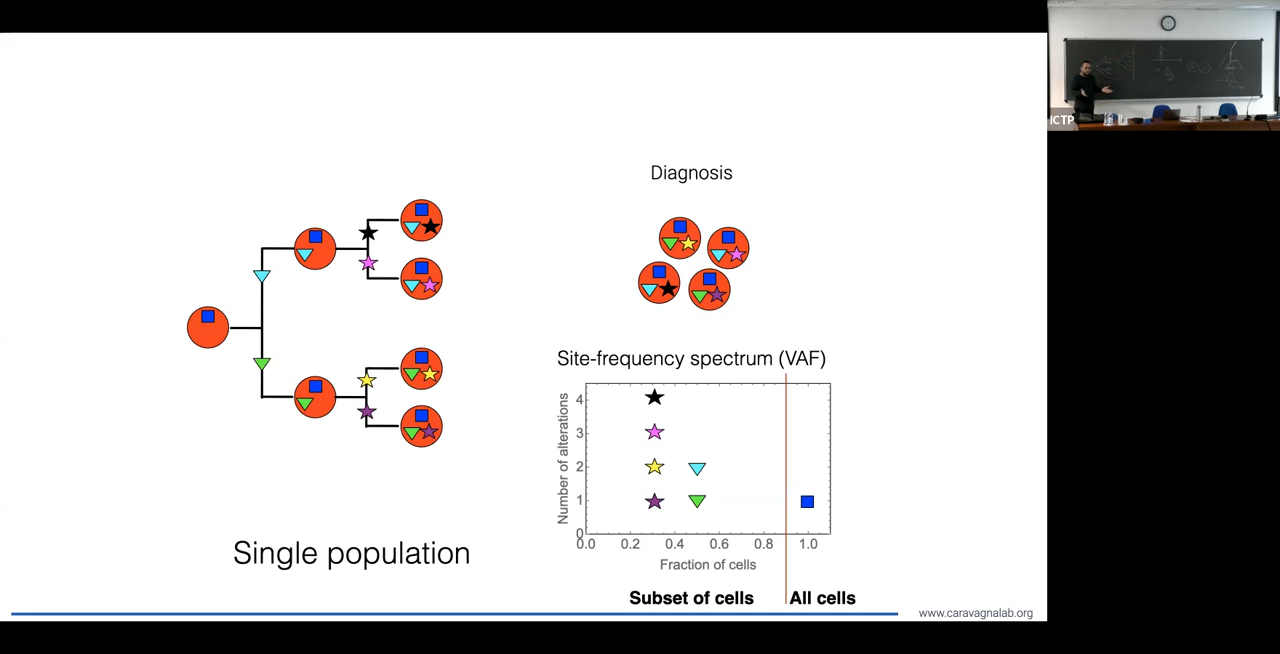 ICTP
Diagnosis
Site-frequency spectrum (VAF)
Number of alterations
4
3
2
1
0
0.0 0.2 0.4 0.6 0.8 1.0
Fraction of cells
Single population
Subset of cells All cells
www.caravagnalab.org